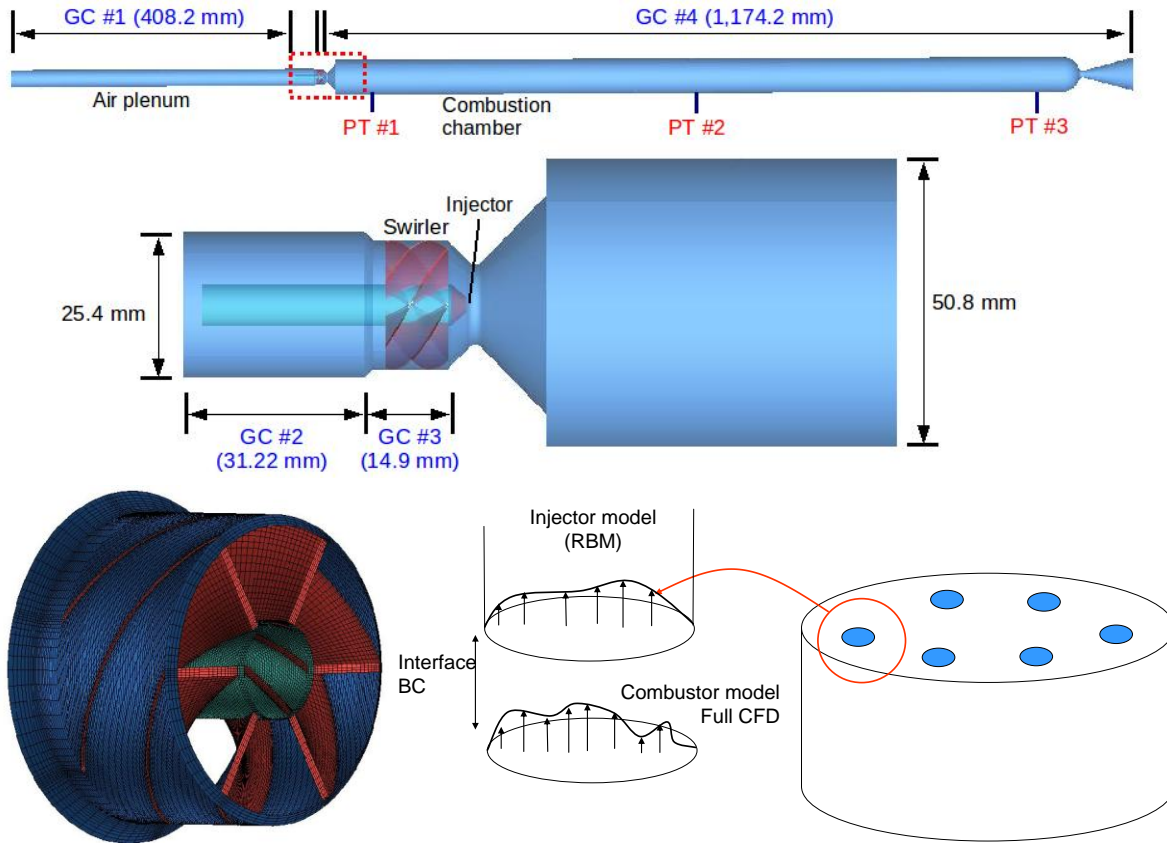 GC #1 (408.2 mm)
GC #4 (1,174.2 mm)
Air plenum
Combustion
chamber
PT #1
PT #2
PT #3
Injector
Swirler
25.4 mm
50.8 mm
GC #2
(31.22 mm)
GC #3
(14.9 mm)
Injector model
(RBM)
Interface
BC
Combustor model
Full CFD